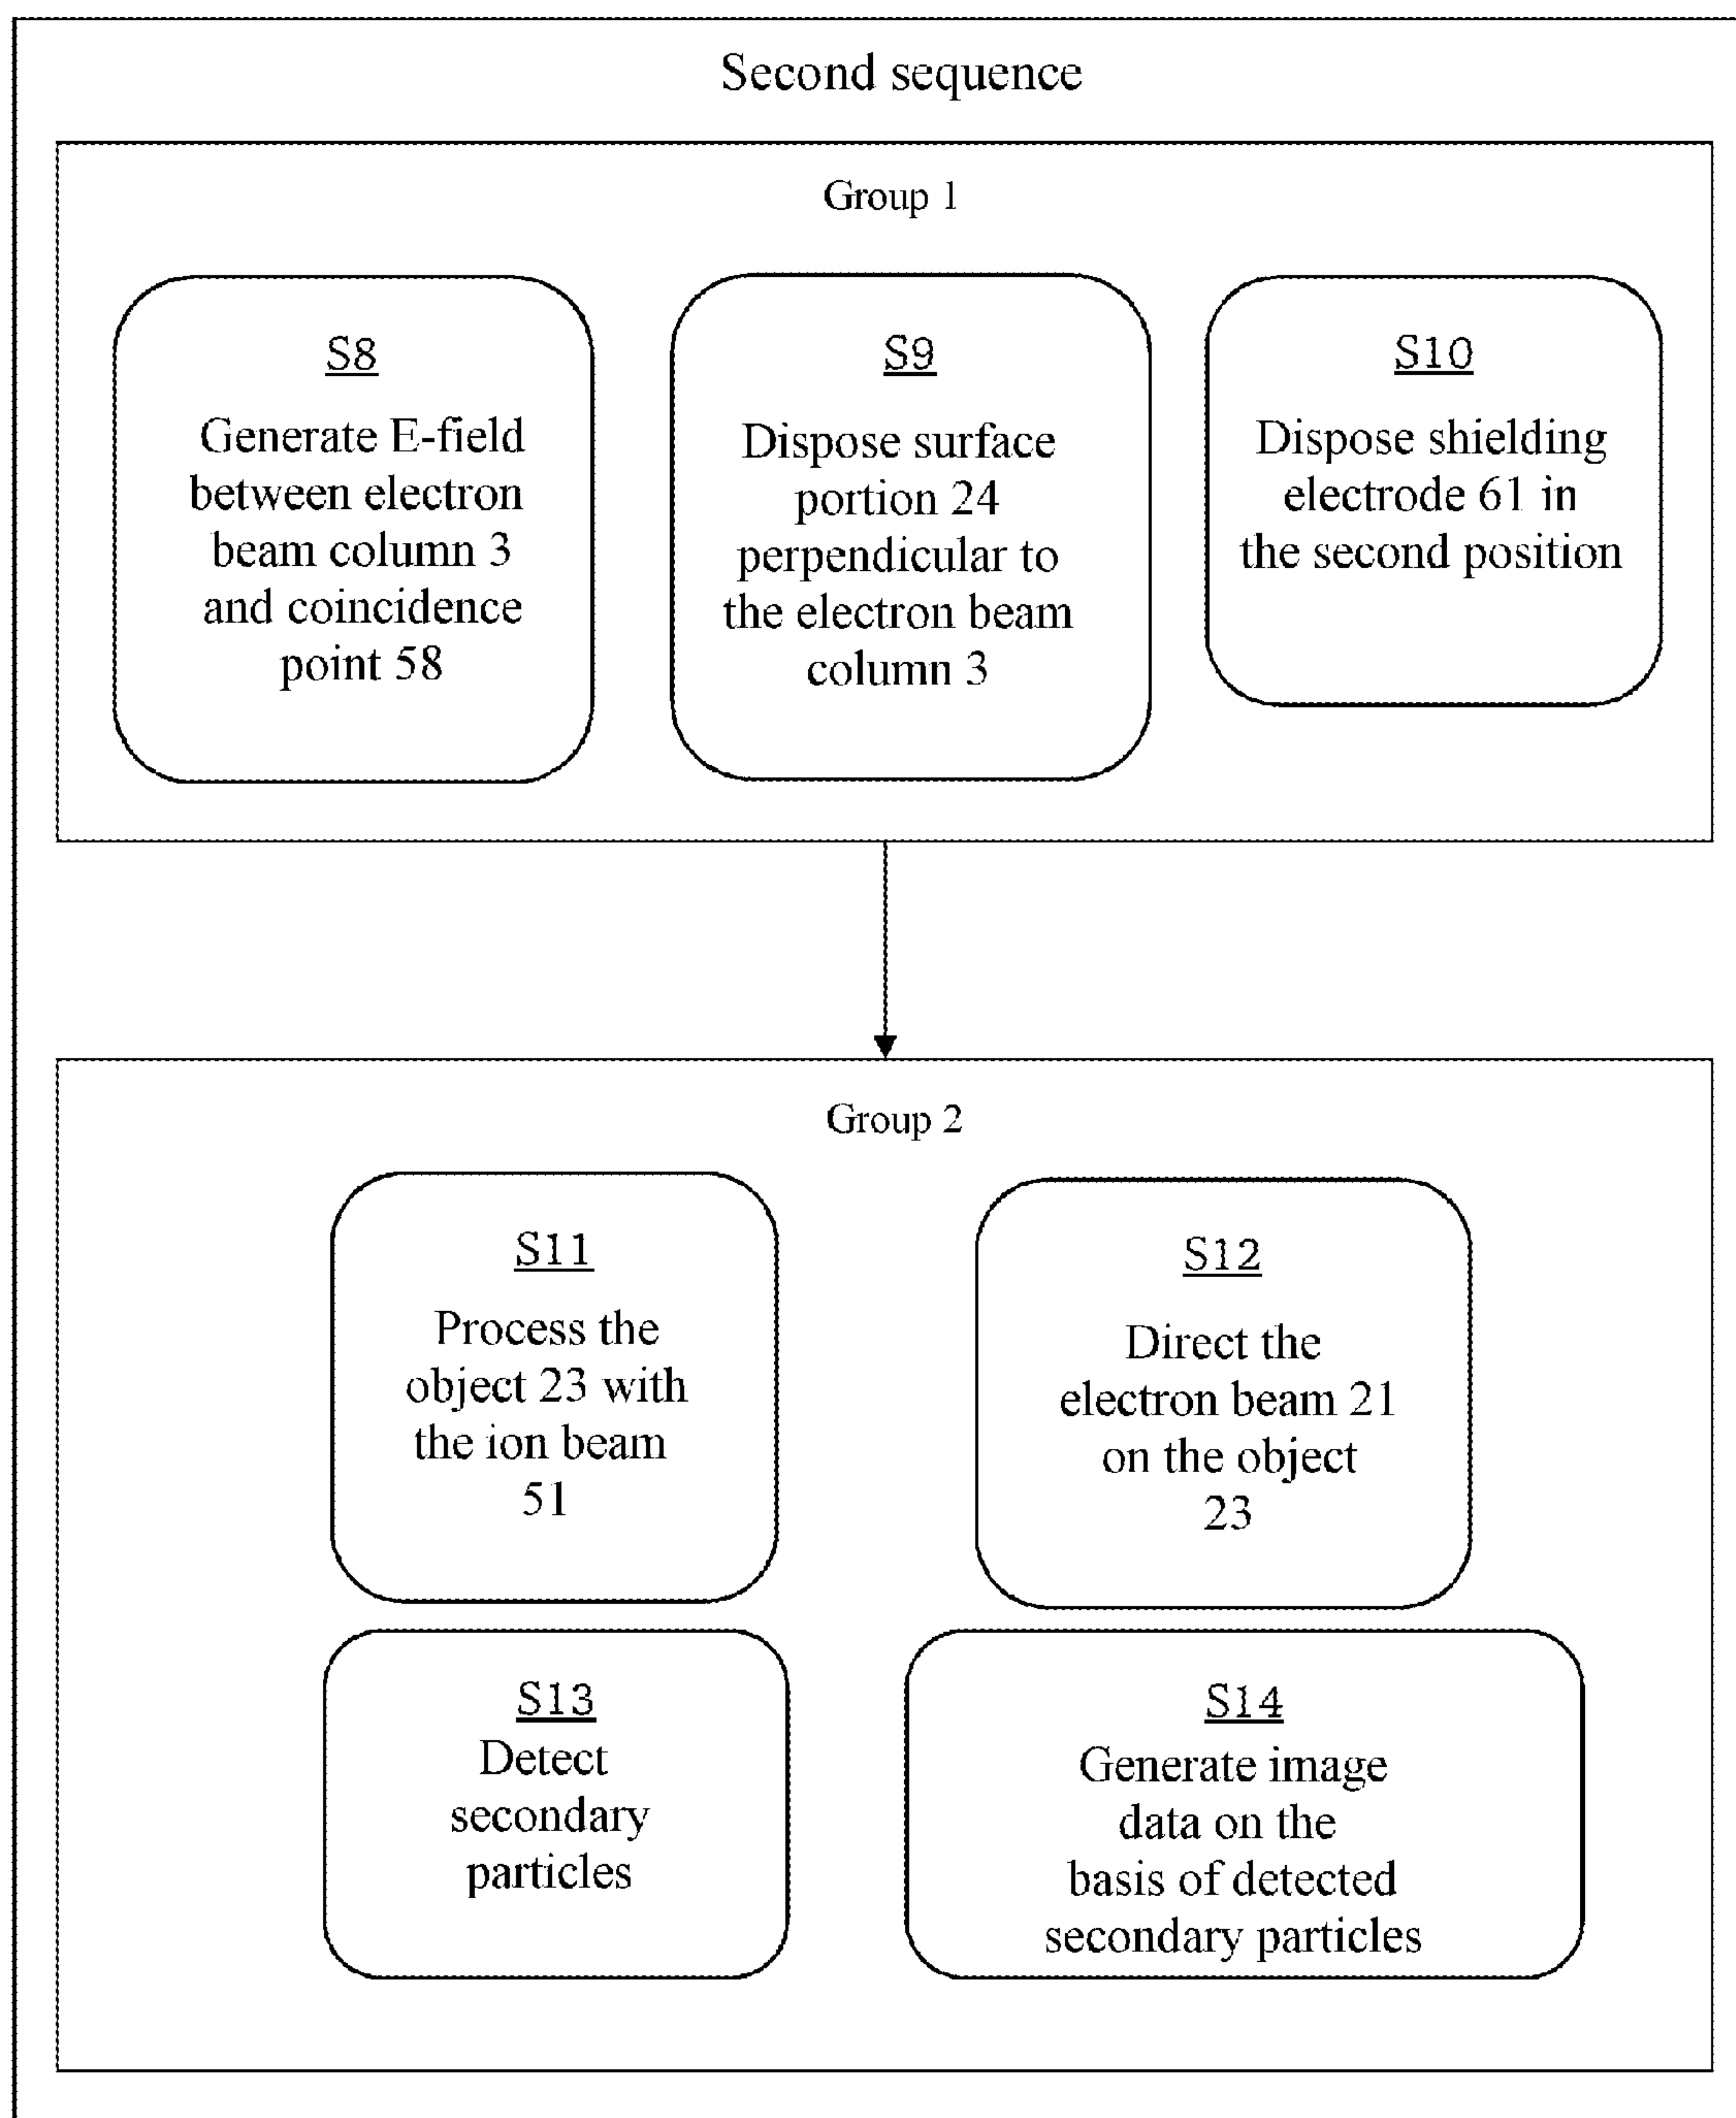 Second sequence
Group 1
S8
Generate E-field
between electron
beam column 3
and coincidence
point 58
S9
Dispose surface
portion 24
perpendicular to
the electron beam
column 3
S10
Dispose shielding
electrode 61 in
the second position
Group 2
S11
Process the
object 23 with
the ion beam
51
S12
Direct the
electron beam 21
on the object
23
S13
Detect
secondary
particles
S14
Generate image
data on the
basis of detected
secondary particles